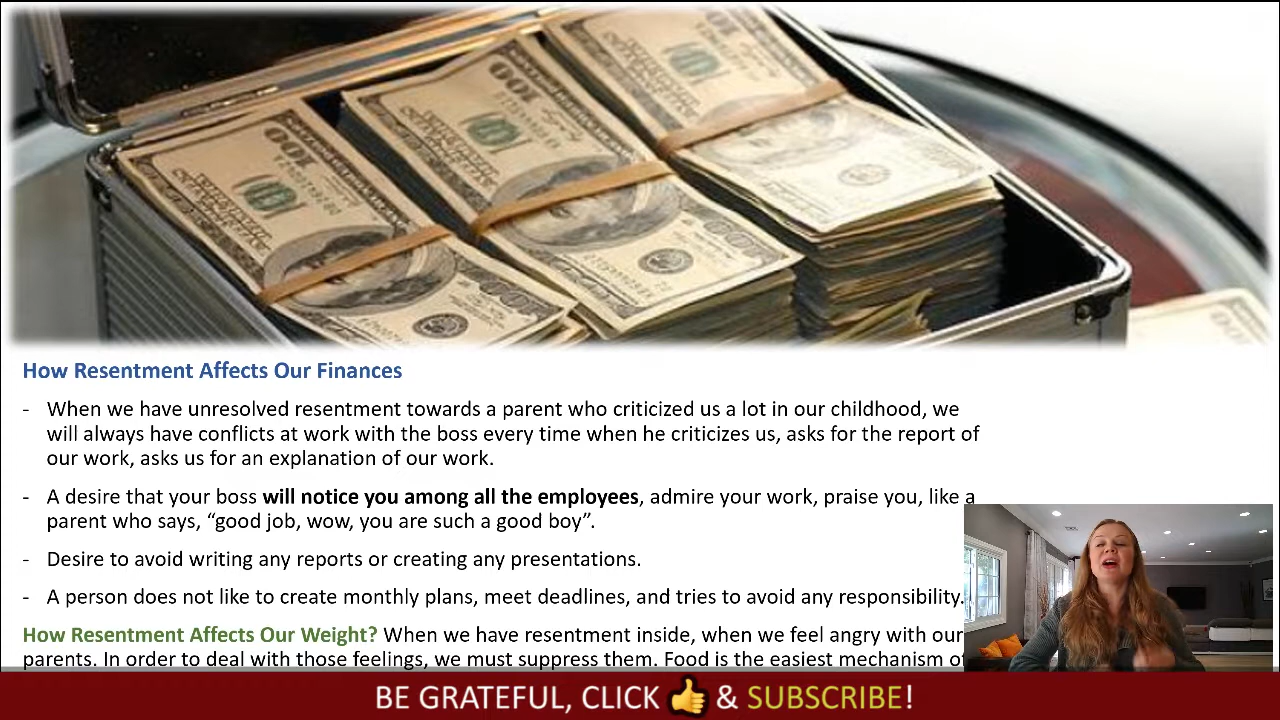 How Resentment Affects Our Finances
- When we have unresolved resentment towards a parent who criticized us a lot in our childhood, we
will always have conflicts at work with the boss every time when he criticizes us, asks for the report of
our work, asks us for an explanation of our work.
- A desire that your boss will notice you among all the employees, admire your work, praise you, like a
parent who says, “good job, wow, you are such a good boy”.
- Desire to avoid writing any reports or creating any presentations.
- A person does not like to create monthly plans, meet deadlines, and tries to avoid any responsibility.
How Resentment Affects Our Weight? When we have resentment inside, when we feel angry with our
parents. In order to deal with those feelings, we must suppress them. Food is the easiest mechanism of
BE GRATEFUL, CLICK 👍 & SUBSCRIBE!